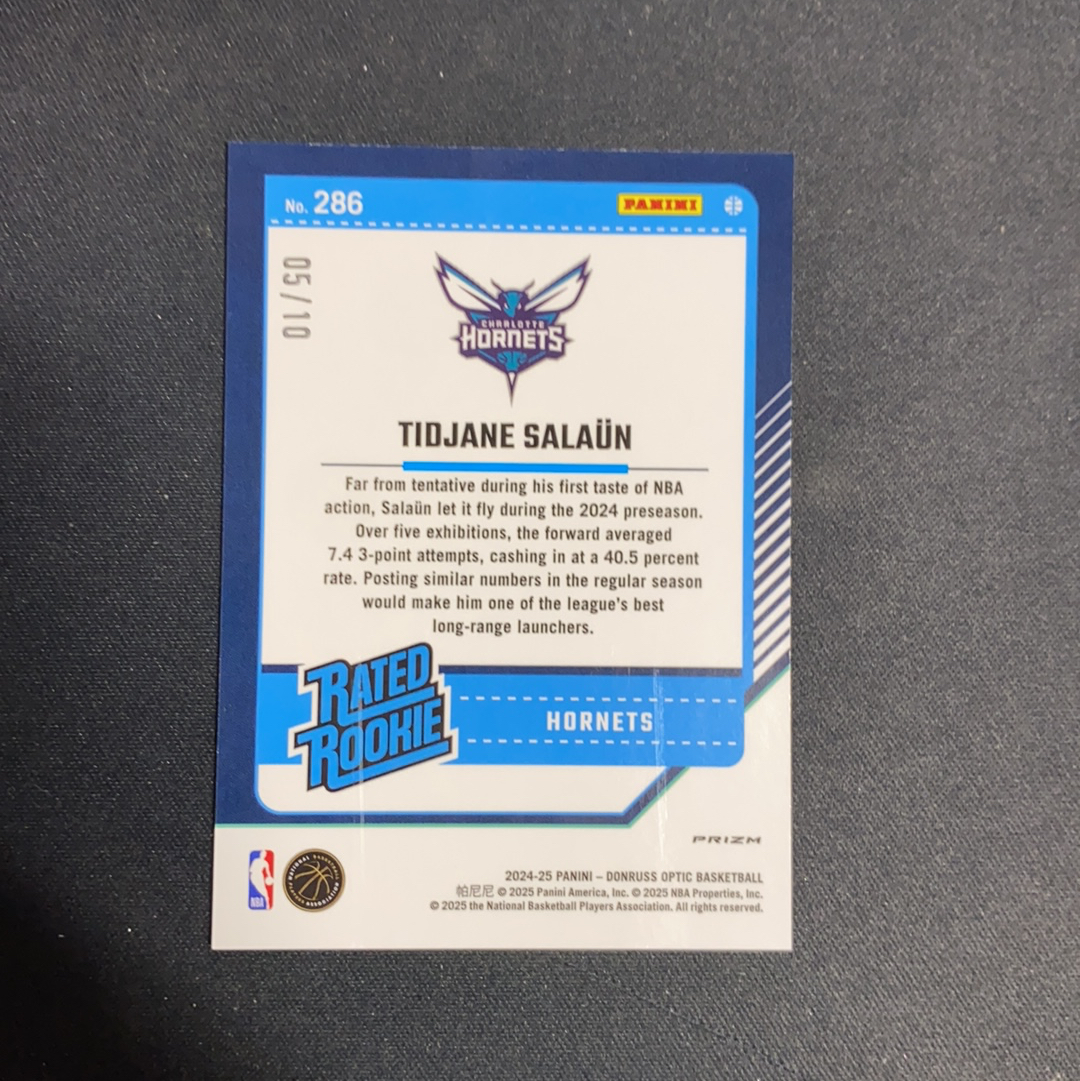 No. 286
PANINI
05/10
CHARLOTTE
HORNETS
TIDJANE SALAÜN
Far from tentative during his first taste of NBA
action, Salaün let it fly during the 2024 preseason.
Over five exhibitions, the forward averaged
7.4 3-point attempts, cashing in at a 40.5 percent
rate. Posting similar numbers in the regular season
would make him one of the league's best
long-range launchers.
RATED
ROOKIE
HORNETS
PRIZM
NBA
NATIONAL BASKETBALL
ASSOCIATION
2024-25 PANINI – DONRUSS OPTIC BASKETBALL
帕尼尼 © 2025 Panini America, Inc. © 2025 NBA Properties, Inc.
© 2025 the National Basketball Players Association. All rights reserved.